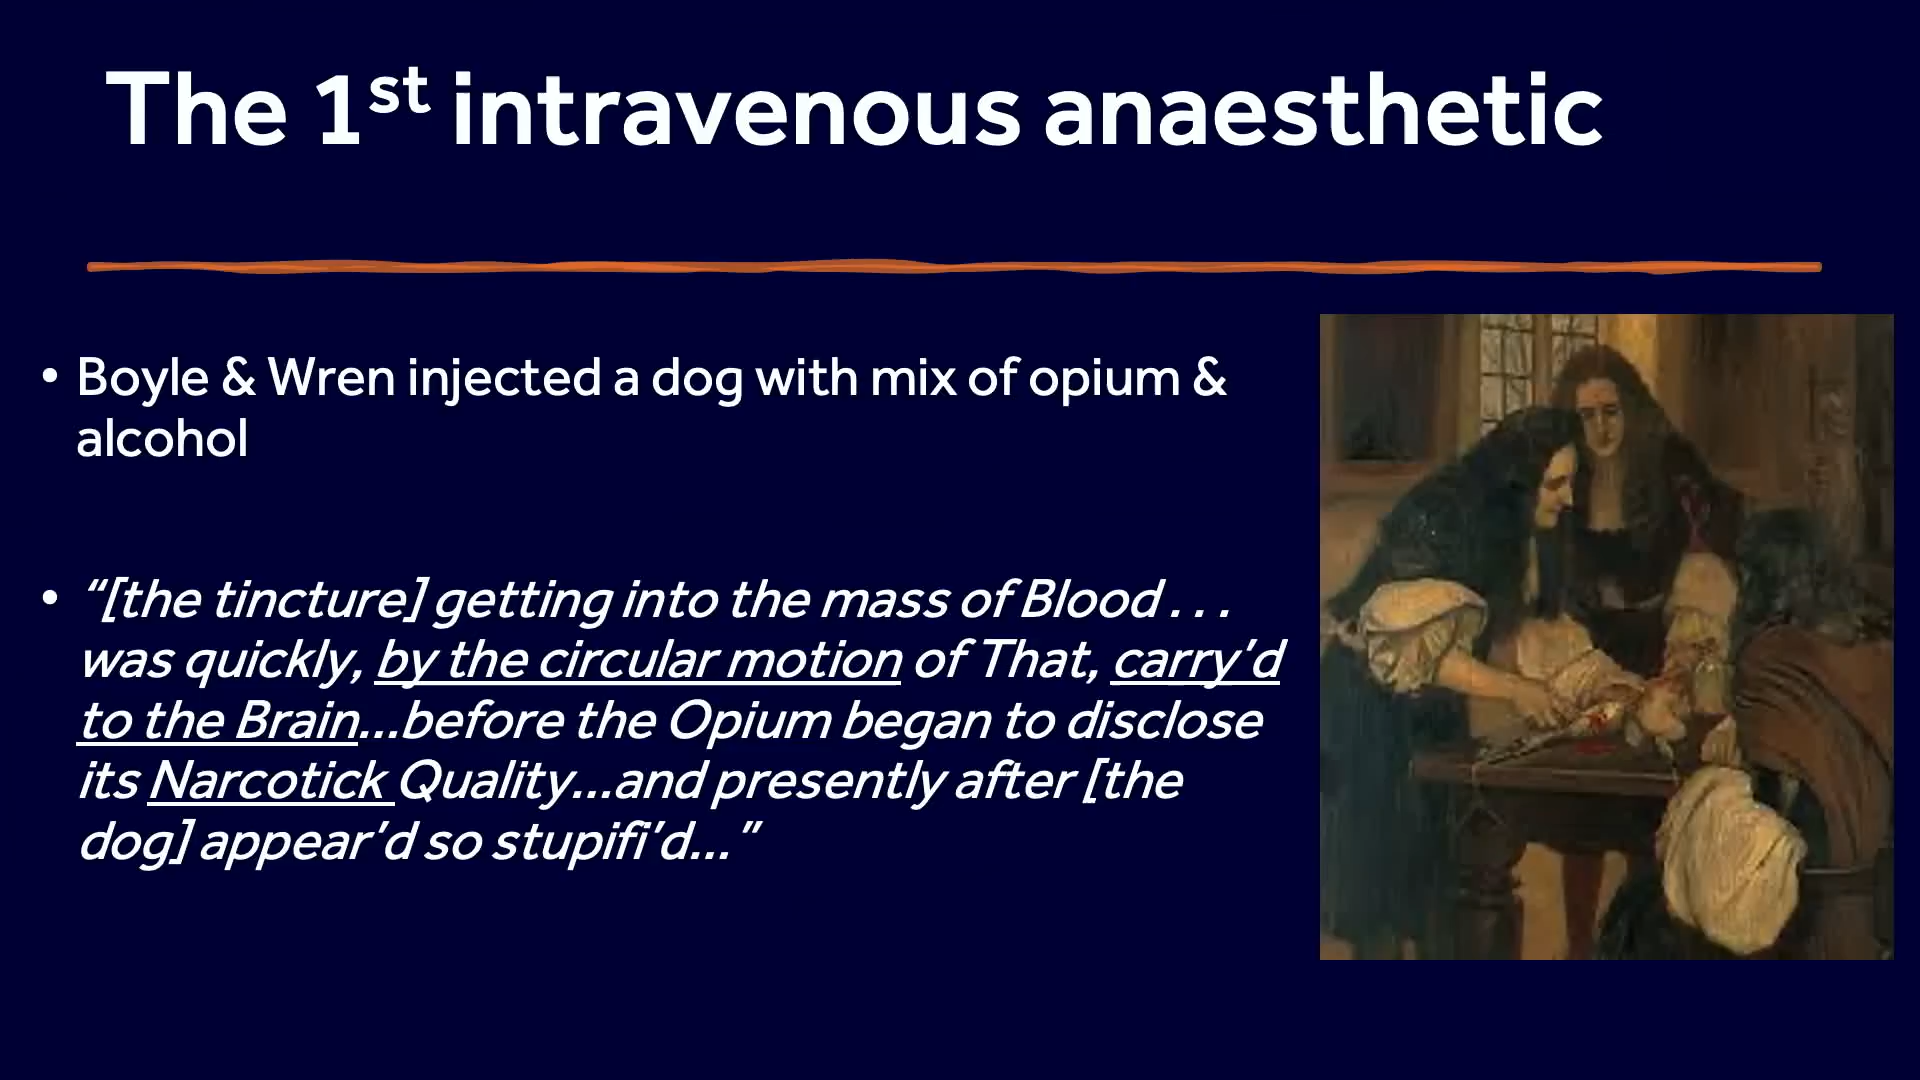 The 1st intravenous anaesthetic
• Boyle & Wren injected a dog with mix of opium &
alcohol
• “[the tincture] getting into the mass of Blood . . .
was quickly, by the circular motion of That, carry’d
to the Brain...before the Opium began to disclose
its Narcotick Quality...and presently after [the
dog] appear’d so stupifi’d...”